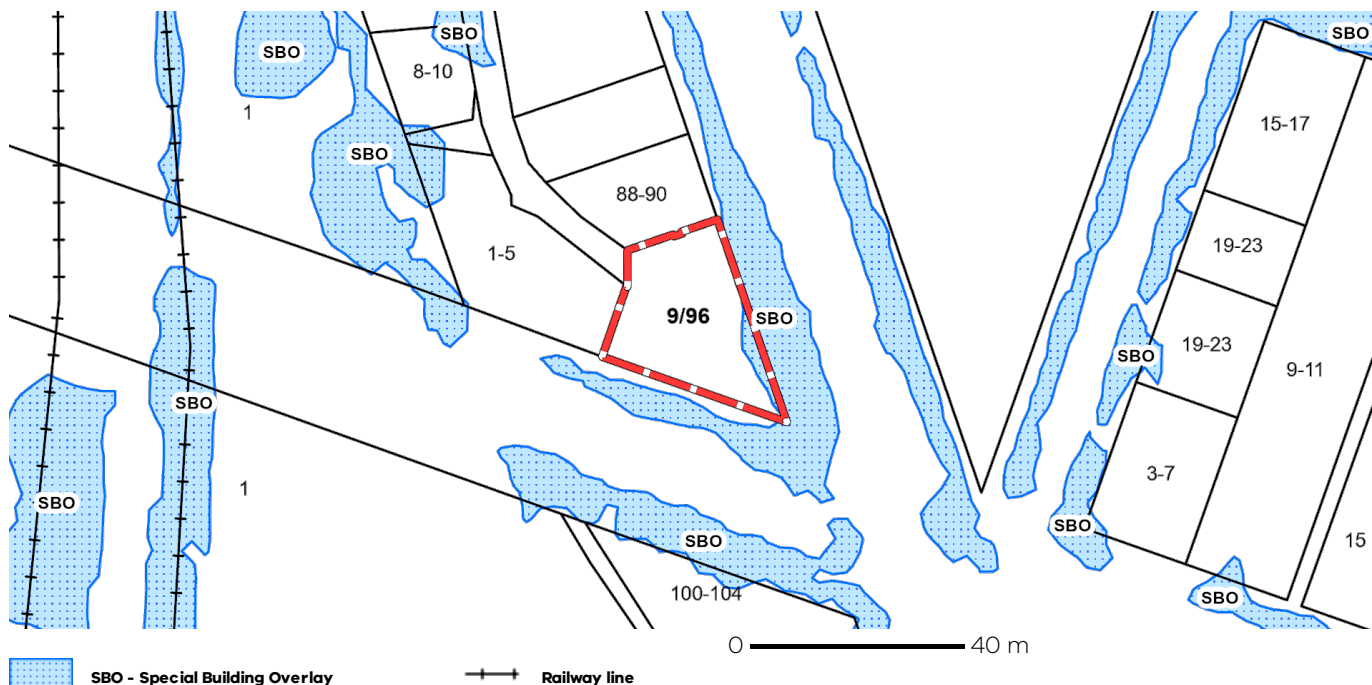 SBO
SBO
SBO
8-10
15-17
1
SBO
88-90
1-5
19-23
9/96
SBO
19-23
SBO
9-11
SBO
3-7
1
SBO
SBO
SBO
15
100-104
SBO
0 40 m
SBO - Special Building Overlay
Railway line